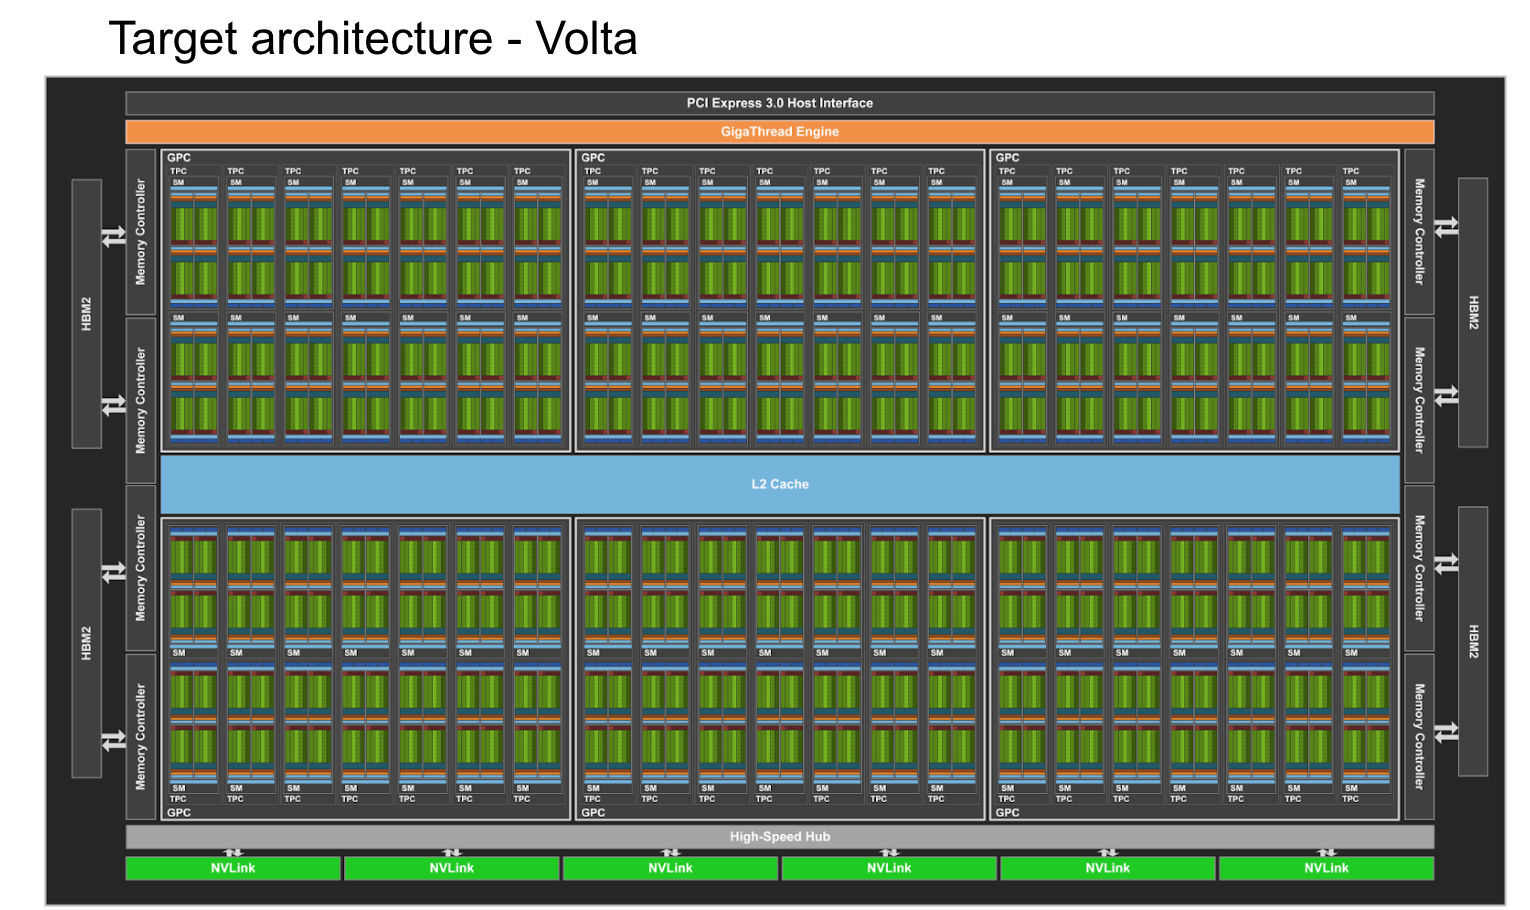 Target architecture - Volta
PCI Express 3.0 Host Interface
GigaThread Engine
GPC GPC GPC
TPC TPC TPC TPC TPC TPC TPC TPC TPC TPC TPC TPC TPC TPC TPC TPC TPC TPC TPC TPC TPC
SM SM SM SM SM SM SM SM SM SM SM SM SM SM SM SM SM SM SM SM SM
Memory Controller
Memory Controller
HBM2
HBM2
SM SM SM SM SM SM SM SM SM SM SM SM SM SM SM SM SM SM SM SM SM
Memory Controller
Memory Controller
L2 Cache
Memory Controller
Memory Controller
HBM2
HBM2
SM SM SM SM SM SM SM SM SM SM SM SM SM SM SM SM SM SM SM SM SM
Memory Controller
Memory Controller
SM SM SM SM SM SM SM SM SM SM SM SM SM SM SM SM SM SM SM SM SM
TPC TPC TPC TPC TPC TPC TPC TPC TPC TPC TPC TPC TPC TPC TPC TPC TPC TPC TPC TPC TPC
GPC GPC GPC
High-Speed Hub
NVLink NVLink NVLink NVLink NVLink NVLink